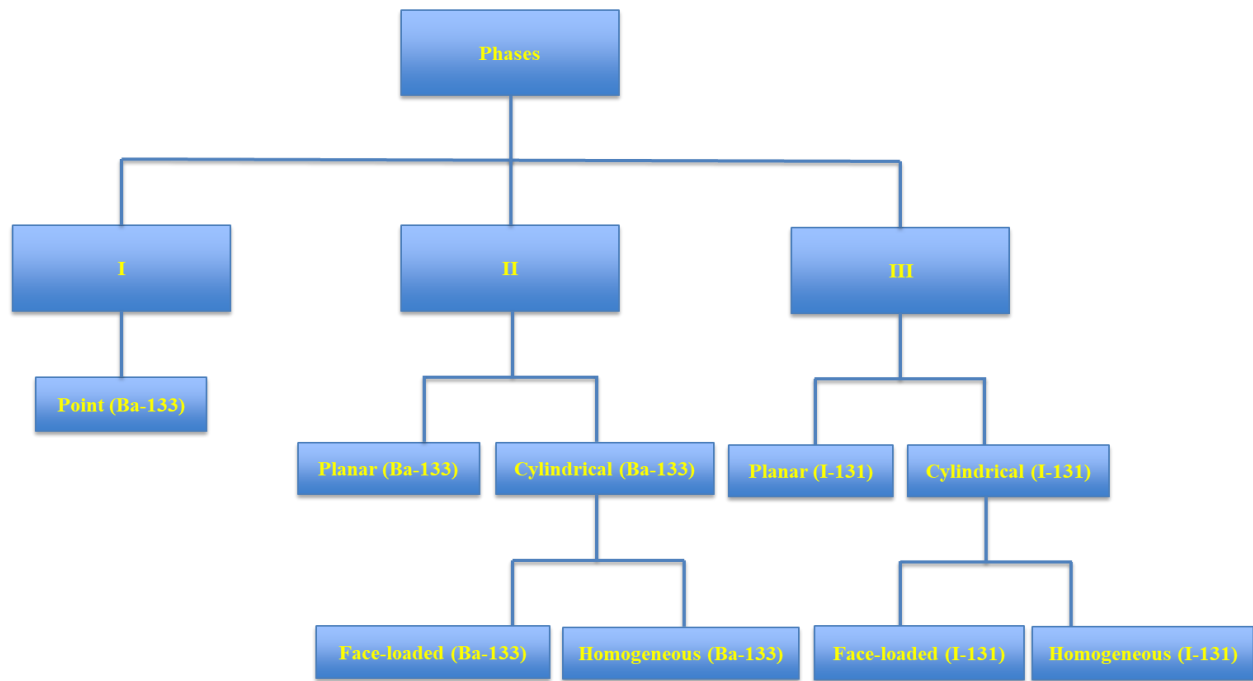 Phases
I
II
III
Point (Ba-133)
Planar (Ba-133)
Cylindrical (Ba-133)
Planar (I-131)
Cylindrical (I-131)
Face-loaded (Ba-133)
Homogeneous (Ba-133)
Face-loaded (I-131)
Homogeneous (I-131)